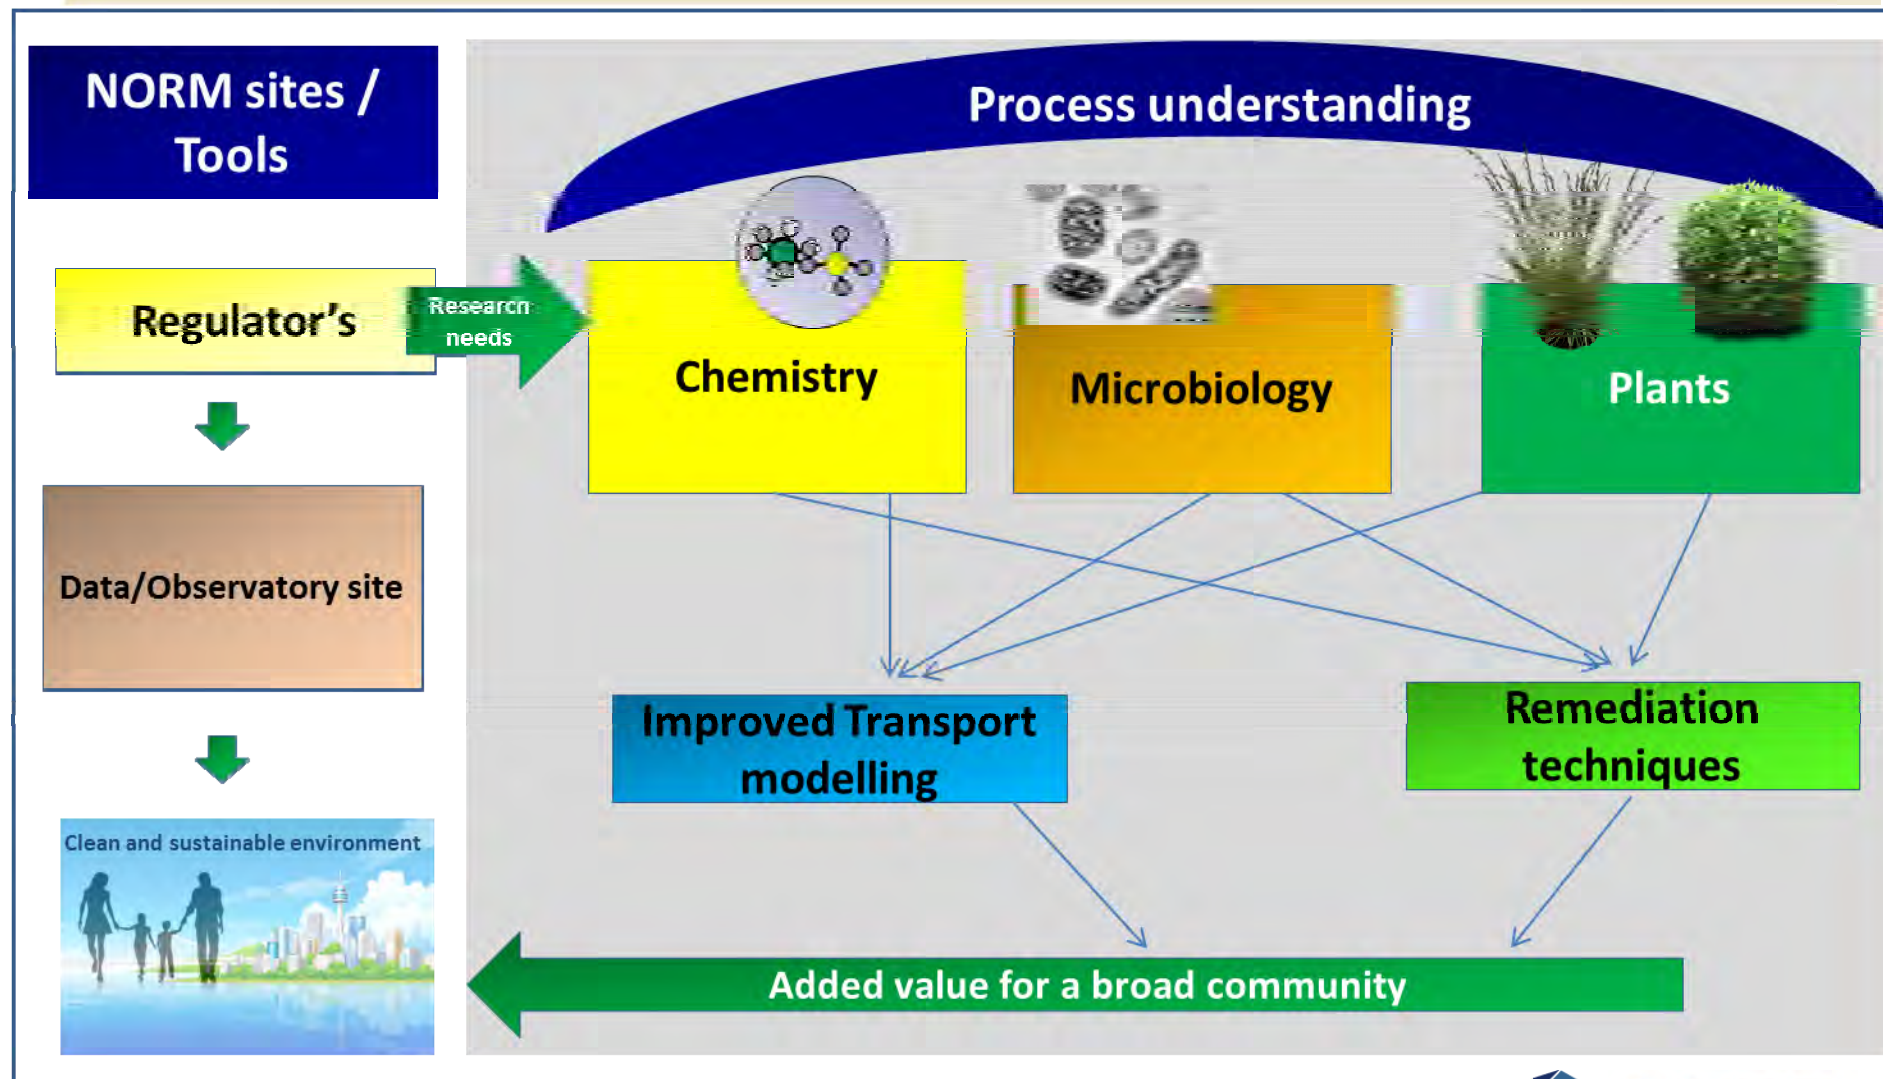 NORM sites /
Tools
Process understanding
Regulator's
Research
needs
Chemistry
Microbiology
Plants
Data/Observatory site
Improved Transport
modelling
Remediation
techniques
Clean and sustainable environment
Added value for a broad community